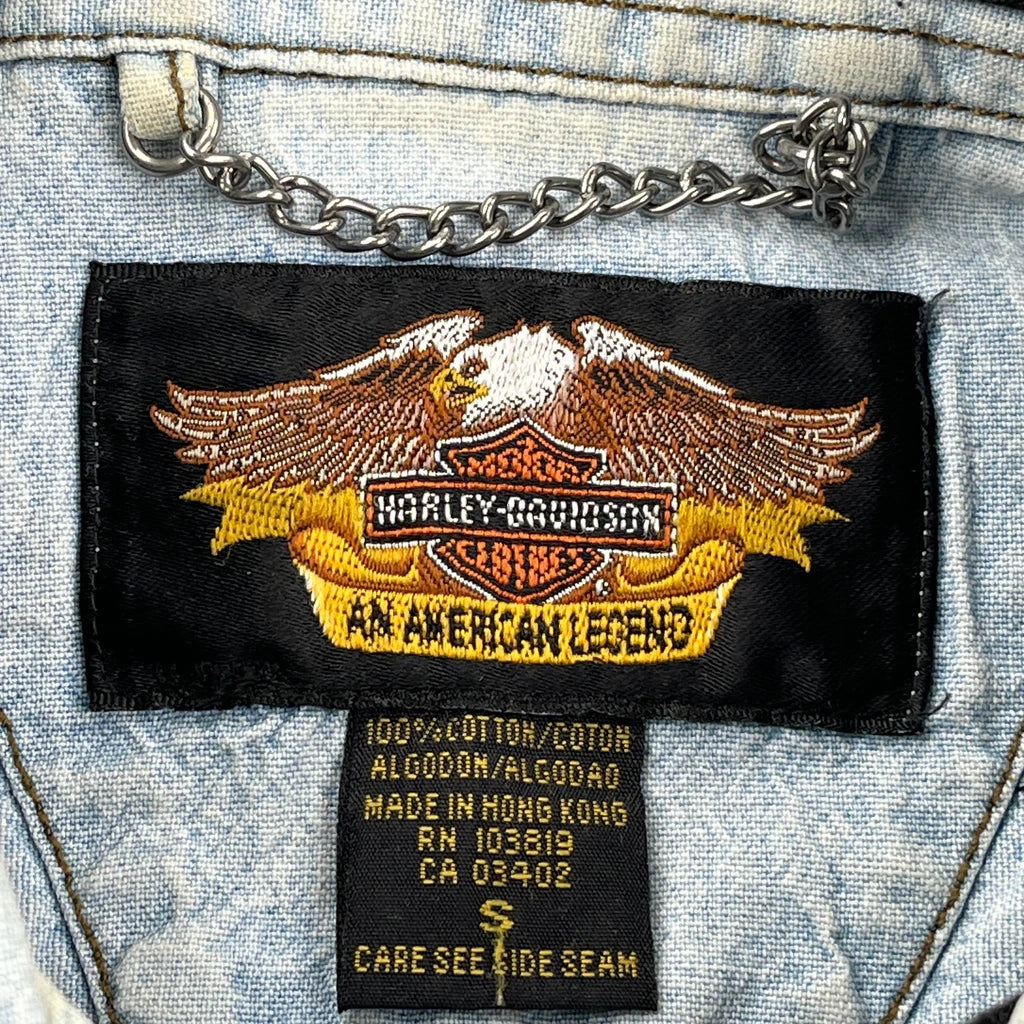 MOTOR
HARLEY-DAVIDSON
CLOTHES
®
AN AMERICAN LEGEND
100% COTTON/COTON
ALGODON/ALGODAO
MADE IN HONG KONG
RN 103819
CA 03402
S
CARE SEE SIDE SEAM